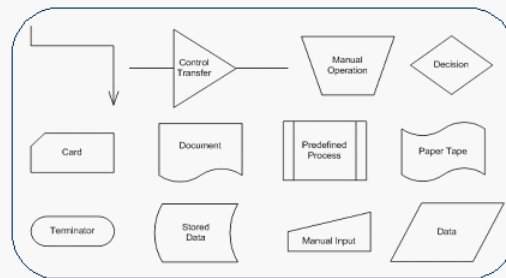 Control
Transfer
Manual
Operation
Decision
Card
Document
Predefined
Process
Paper Tape
Terminator
Stored
Data
Manual Input
Data